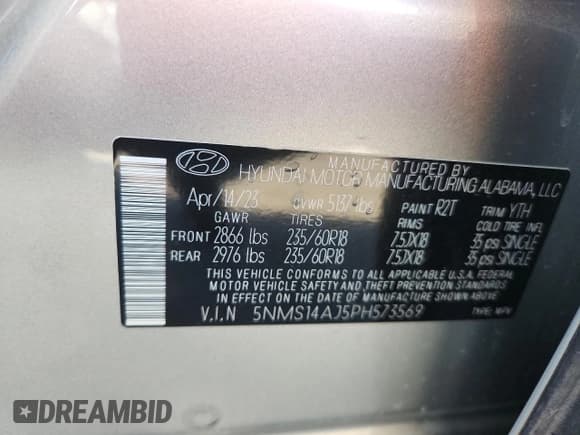 MANUFACTURED BY
HYUNDAI MOTOR MANUFACTURING ALABAMA, LLC
Apr/14/23 GVWR 5137 lbs PAINT R2T TRIM YTH
GAWR TIRES RIMS COLD TIRE INFL
FRONT 2866 lbs 235/60R18 7.5JX18 35 psi SINGLE
REAR 2976 lbs 235/60R18 7.5JX18 35 psi SINGLE
THIS VEHICLE CONFORMS TO ALL APPLICABLE U.S.A. FEDERAL
MOTOR VEHICLE SAFETY AND THEFT PREVENTION STANDARDS
IN EFFECT ON THE DATE OF MANUFACTURE SHOWN ABOVE.
V.I.N 5NMS14AJ5PH573569 TYPE: MPV
DREAMBID